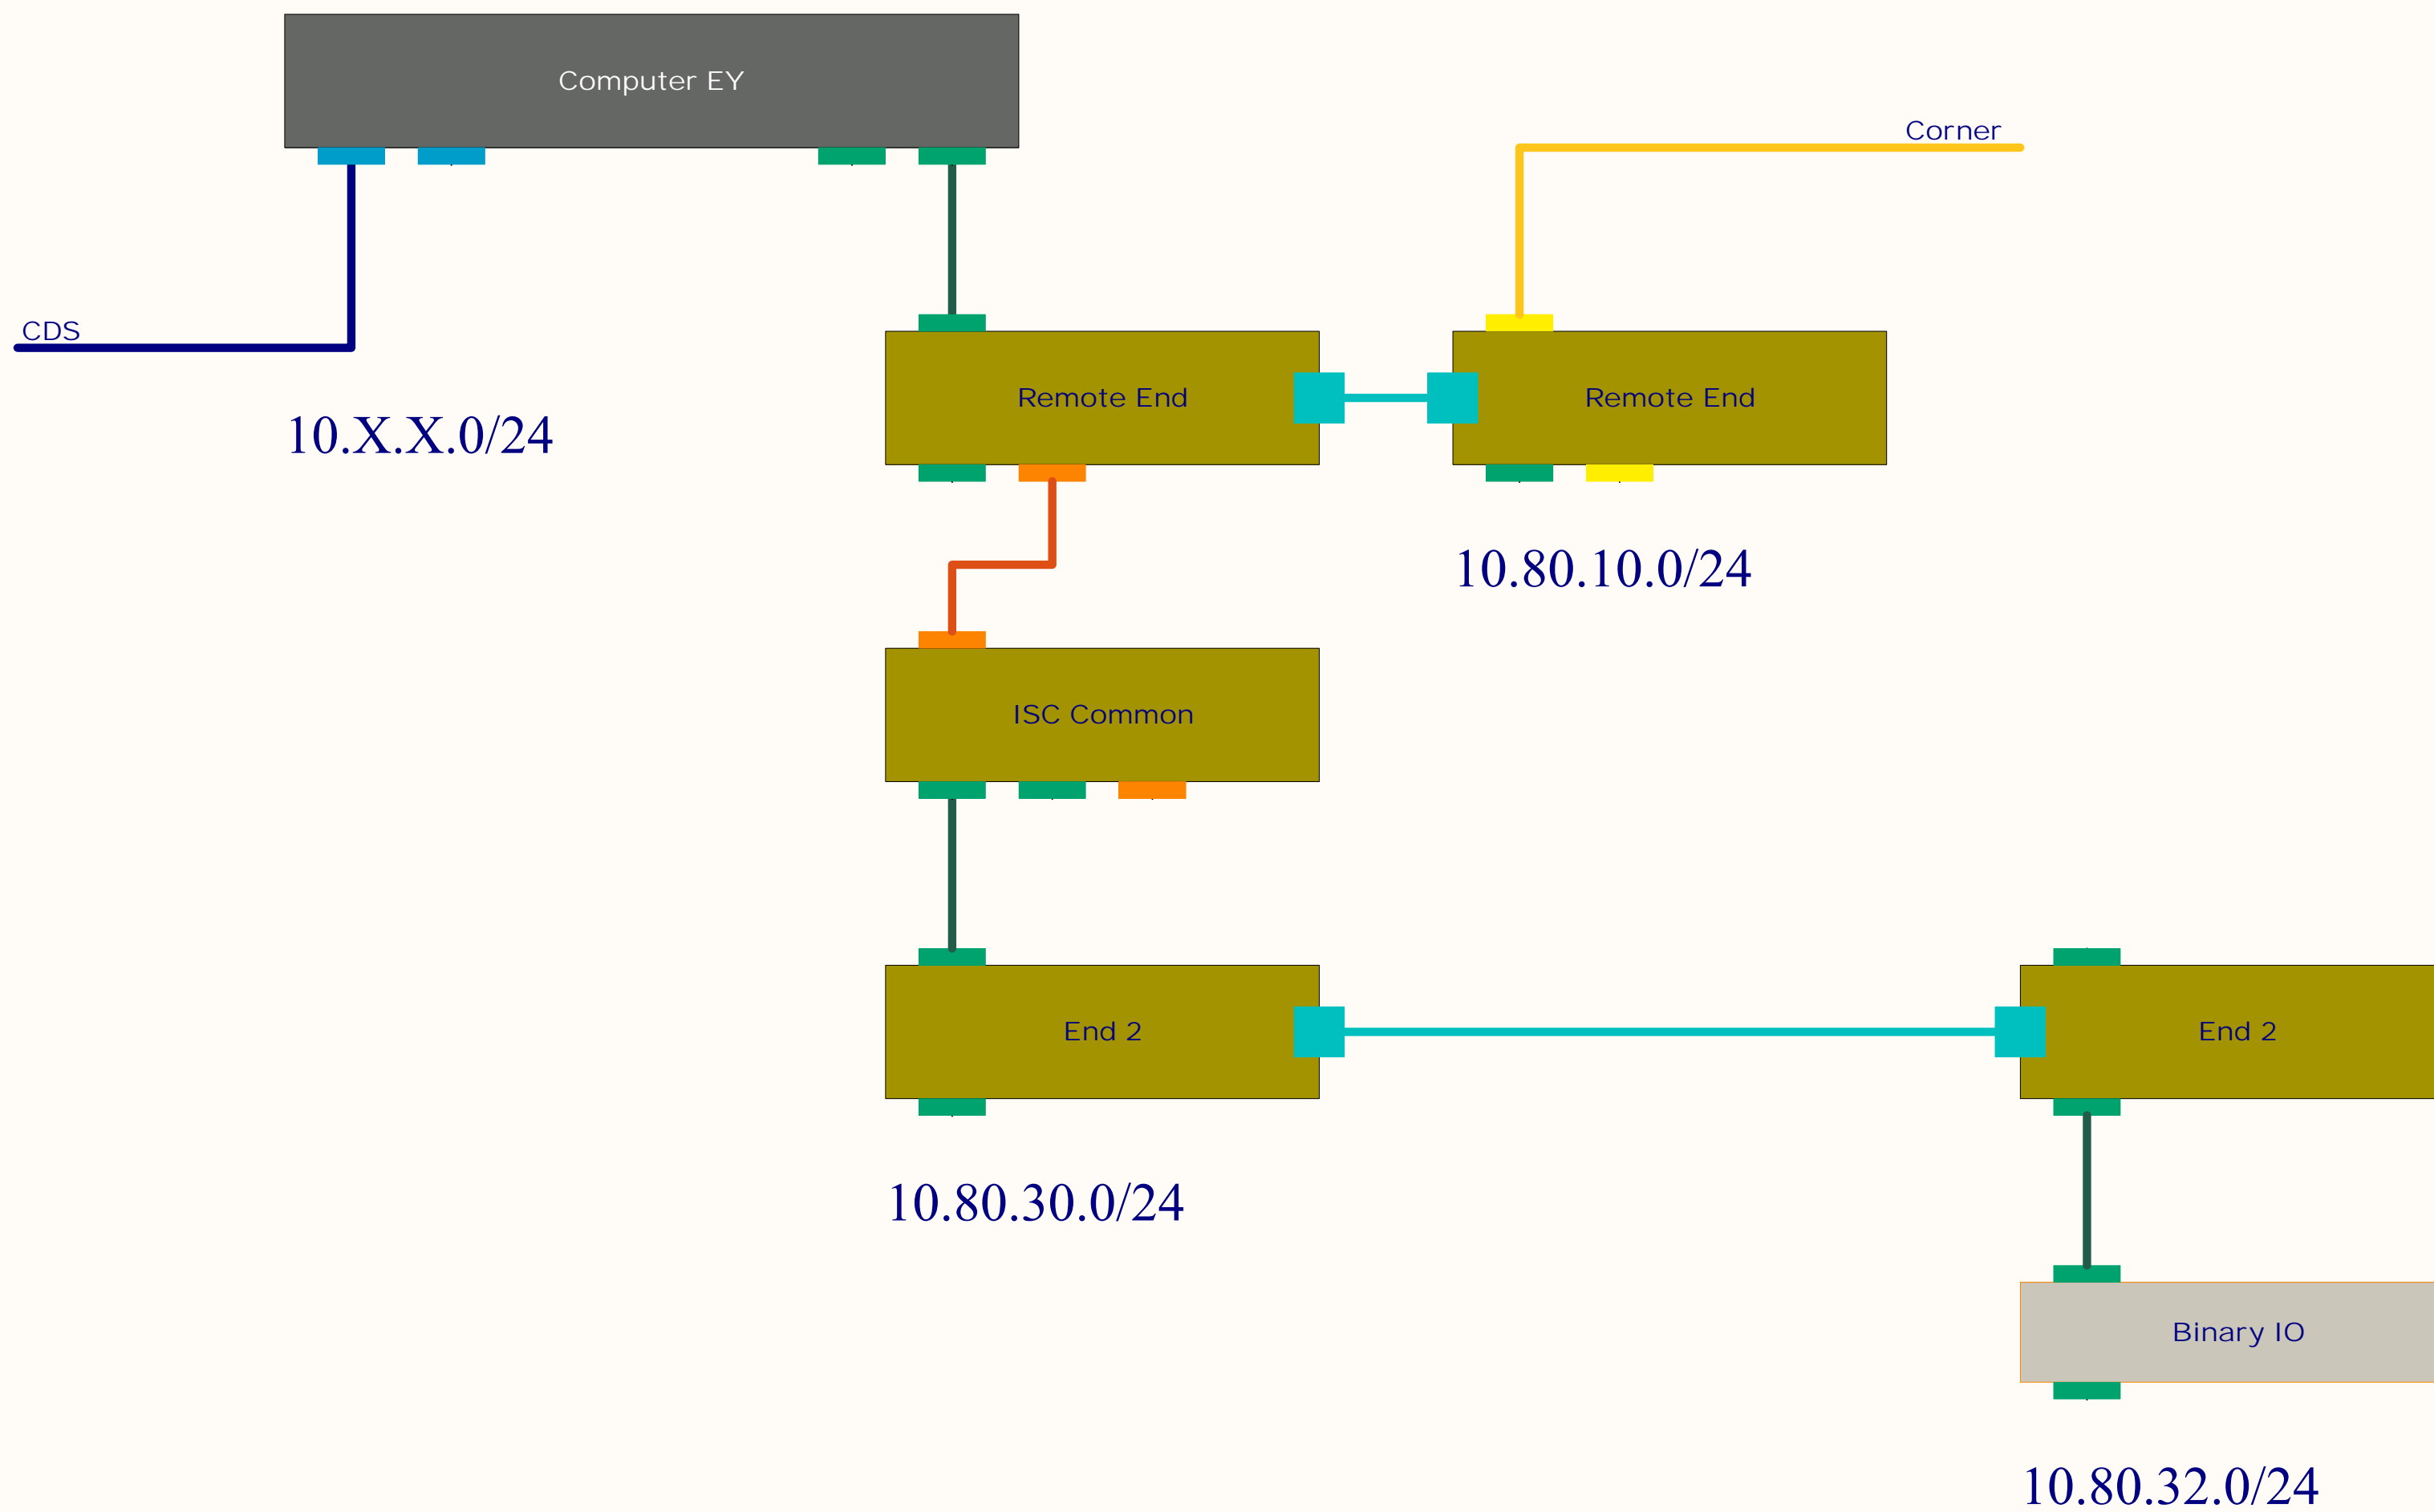 Computer EY
Corner
CDS
Remote End
Remote End
10.X.X.0/24
10.80.10.0/24
ISC Common
End 2
End 2
10.80.30.0/24
Binary IO
10.80.32.0/24